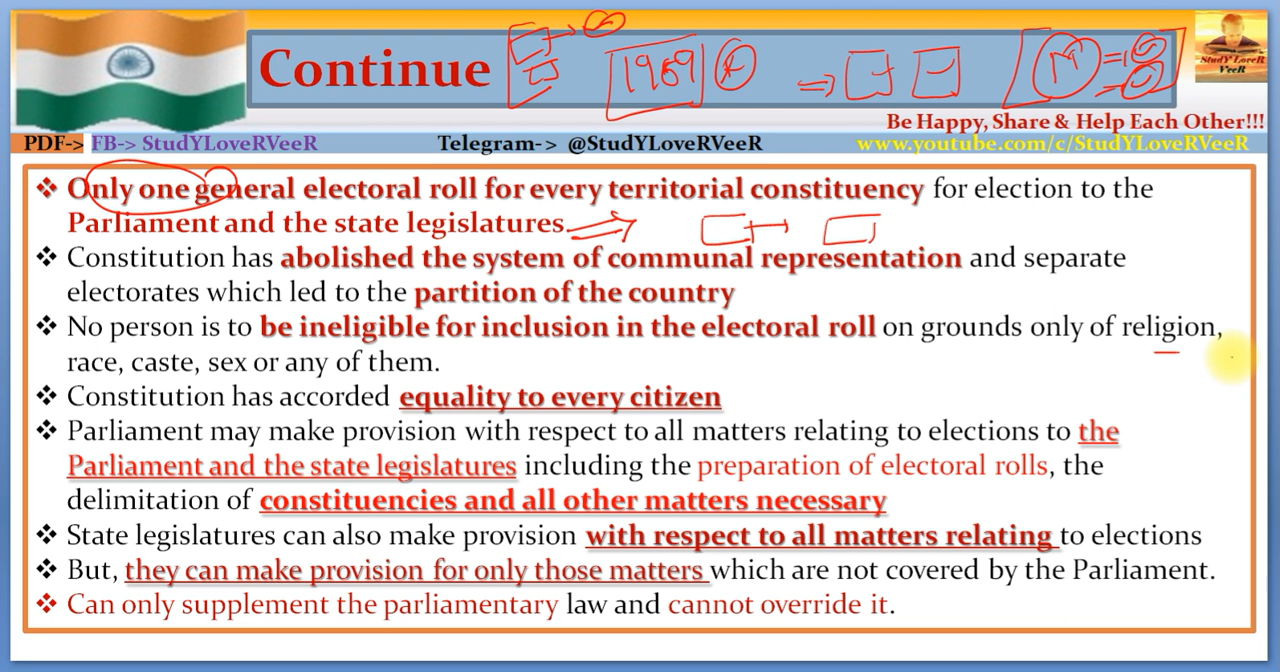 Continue
1989
StudY LoveR
VeeR
Be Happy, Share & Help Each Other!!!
PDF-> FB-> StudYLoveRVeeR Telegram-> @StudYLoveRVeeR www.youtube.com/c/StudYLoveRVeeR
❖ Only one general electoral roll for every territorial constituency for election to the
Parliament and the state legislatures.
❖ Constitution has abolished the system of communal representation and separate
electorates which led to the partition of the country
❖ No person is to be ineligible for inclusion in the electoral roll on grounds only of religion,
race, caste, sex or any of them.
❖ Constitution has accorded equality to every citizen
❖ Parliament may make provision with respect to all matters relating to elections to the
Parliament and the state legislatures including the preparation of electoral rolls, the
delimitation of constituencies and all other matters necessary
❖ State legislatures can also make provision with respect to all matters relating to elections
❖ But, they can make provision for only those matters which are not covered by the Parliament.
❖ Can only supplement the parliamentary law and cannot override it.